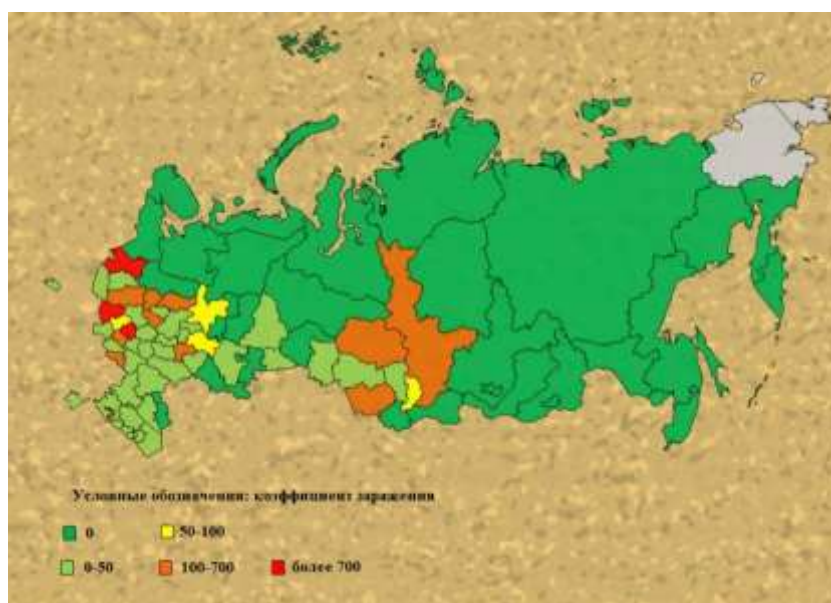 Условные обозначения: коэффициент заражения
0
50-100
0-50
100-700
более 700